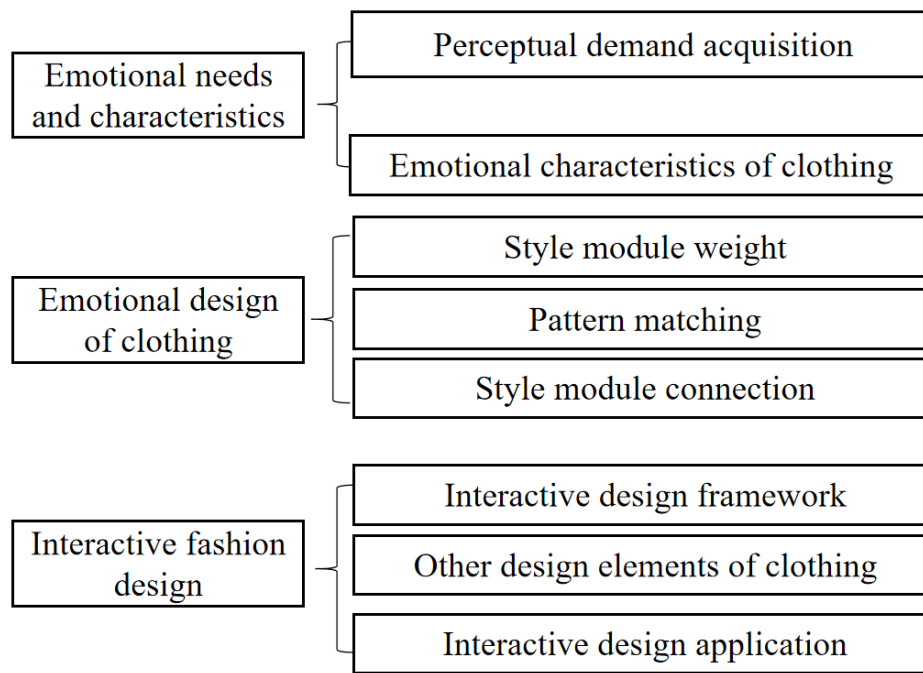 Emotional needs
and characteristics
Perceptual demand acquisition
Emotional characteristics of clothing
Emotional design
of clothing
Style module weight
Pattern matching
Style module connection
Interactive fashion
design
Interactive design framework
Other design elements of clothing
Interactive design application